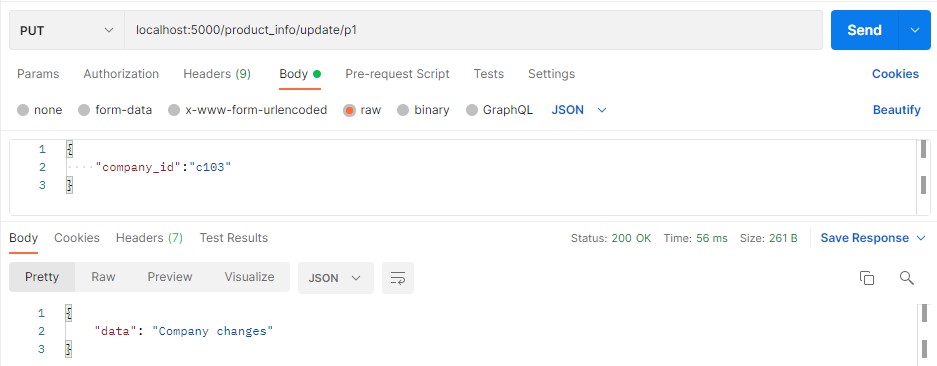 PUT localhost:5000/product_info/update/p1 Send
Params Authorization Headers (9) Body Pre-request Script Tests Settings Cookies
none form-data x-www-form-urlencoded raw binary GraphQL JSON Beautify
1 {
2 ····"company_id":"c103"
3 }
Body Cookies Headers (7) Test Results Status: 200 OK Time: 56 ms Size: 261 B Save Response
Pretty Raw Preview Visualize JSON
1 {
2 "data": "Company changes"
3 }